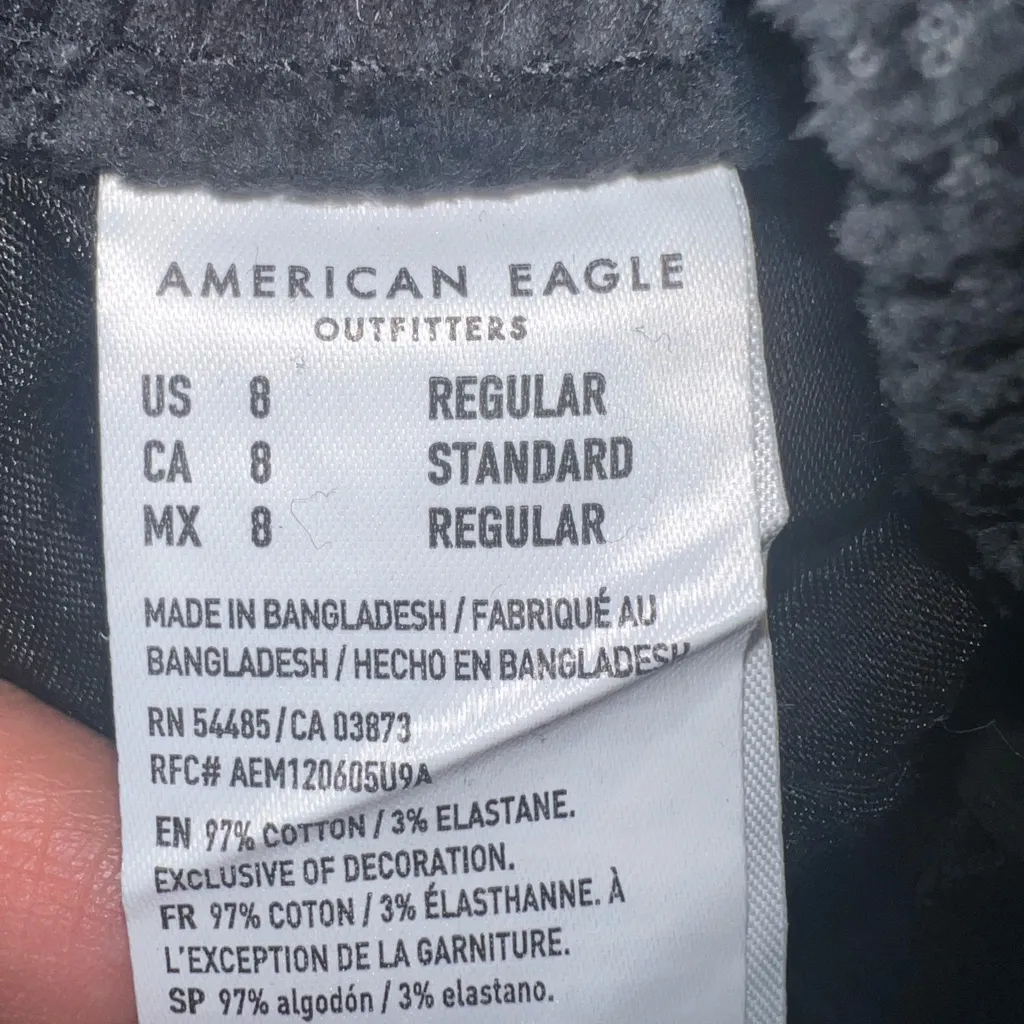 AMERICAN EAGLE
OUTFITTERS
US 8 REGULAR
CA 8 STANDARD
MX 8 REGULAR
MADE IN BANGLADESH / FABRIQUÉ AU
BANGLADESH / HECHO EN BANGLADESH
RN 54485 / CA 03873
RFC# AEM120605U9A
EN 97% COTTON / 3% ELASTANE.
EXCLUSIVE OF DECORATION.
FR 97% COTON / 3% ÉLASTHANNE. À
L'EXCEPTION DE LA GARNITURE.
SP 97% algodón / 3% elastano.